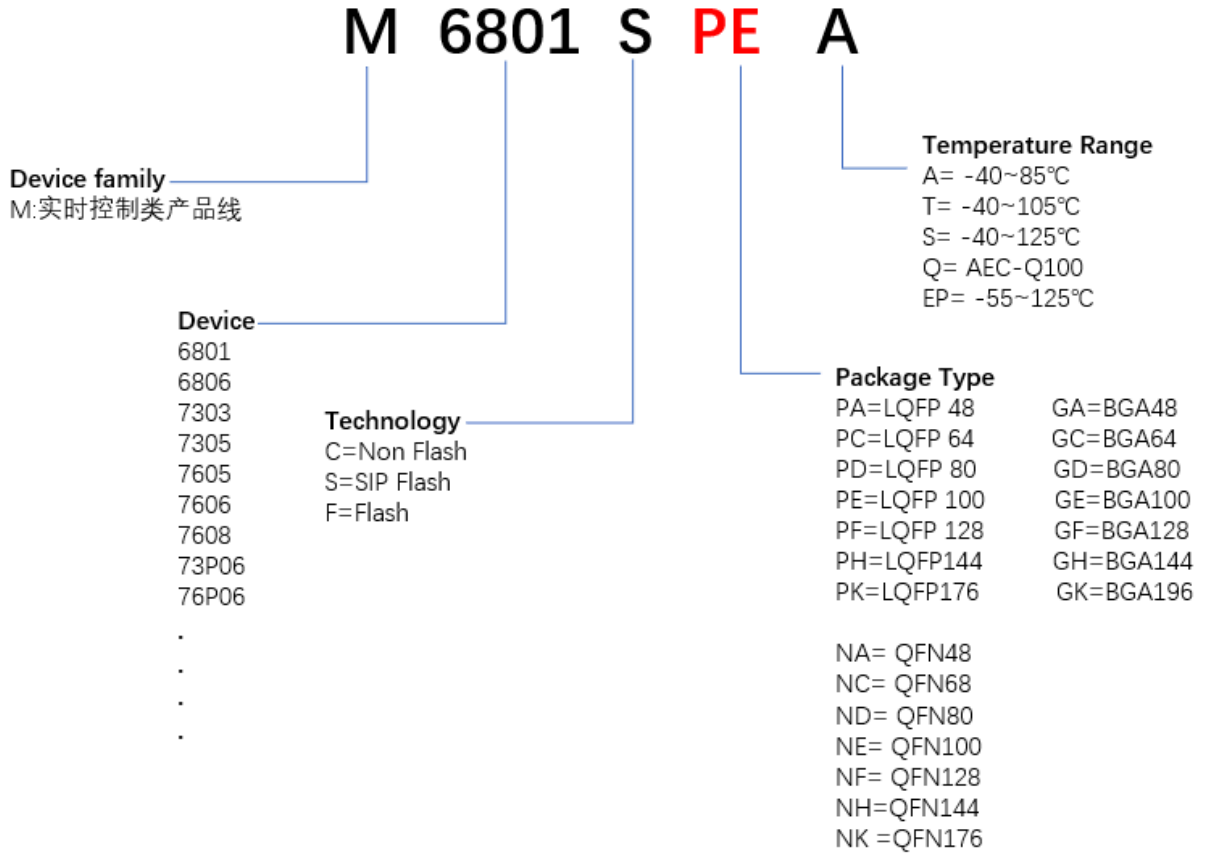 M 6801 S PE A
Device family
M:实时控制类产品线
Device
6801
6806
7303
7305
7605
7606
7608
73P06
76P06
.
.
.
.
Technology
C=Non Flash
S=SIP Flash
F=Flash
Temperature Range
A= -40~85℃
T= -40~105℃
S= -40~125℃
Q= AEC-Q100
EP= -55~125℃
Package Type
PA=LQFP 48 GA=BGA48
PC=LQFP 64 GC=BGA64
PD=LQFP 80 GD=BGA80
PE=LQFP 100 GE=BGA100
PF=LQFP 128 GF=BGA128
PH=LQFP144 GH=BGA144
PK=LQFP176 GK=BGA196
NA= QFN48
NC= QFN68
ND= QFN80
NE= QFN100
NF= QFN128
NH=QFN144
NK =QFN176